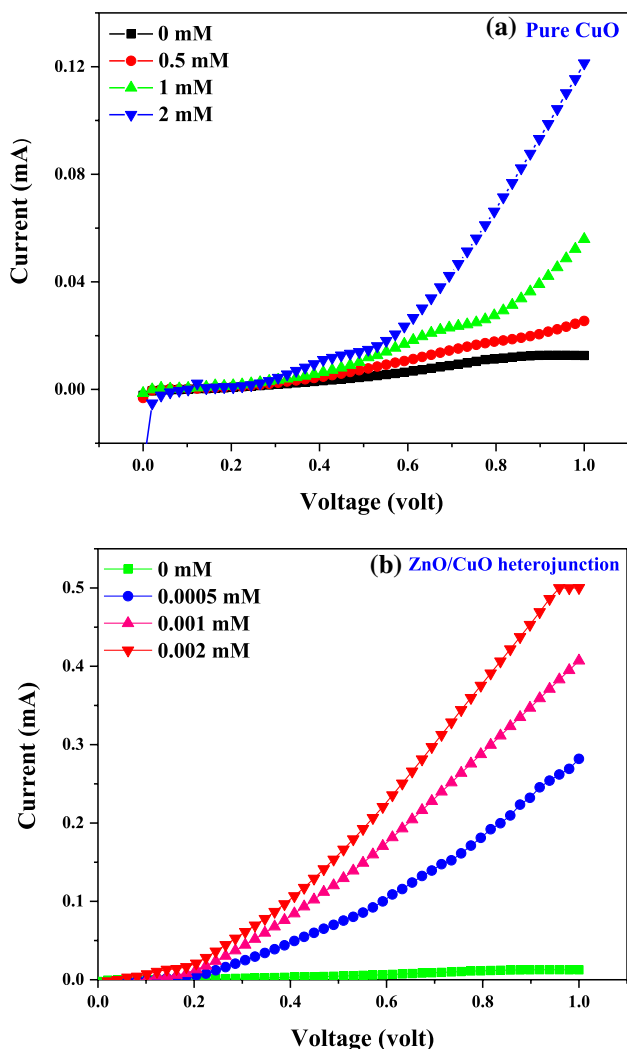 (a) Pure CuO
0 mM
0.5 mM
1 mM
2 mM
0.12
0.08
0.04
0.00
Current (mA)
0.0 0.2 0.4 0.6 0.8 1.0
Voltage (volt)
(b) ZnO/CuO heterojunction
0 mM
0.0005 mM
0.001 mM
0.002 mM
0.5
0.4
0.3
0.2
0.1
0.0
Current (mA)
0.0 0.2 0.4 0.6 0.8 1.0
Voltage (volt)